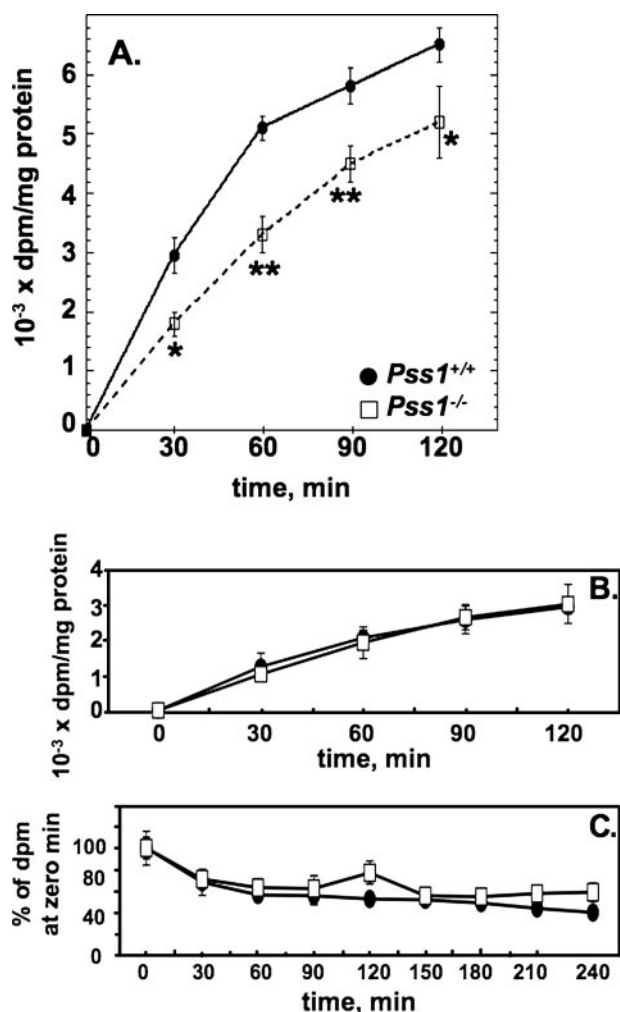 A.
10⁻³ x dpm/mg protein
6
5
4
3
2
1
0
*
**
**
*
Pss1+/+
Pss1-/-
0 30 60 90 120
time, min
B.
10⁻³ x dpm/mg protein
4
3
2
1
0
0 30 60 90 120
time, min
C.
% of dpm
at zero min
100
80
60
40
0
0 30 60 90 120 150 180 210 240
time, min